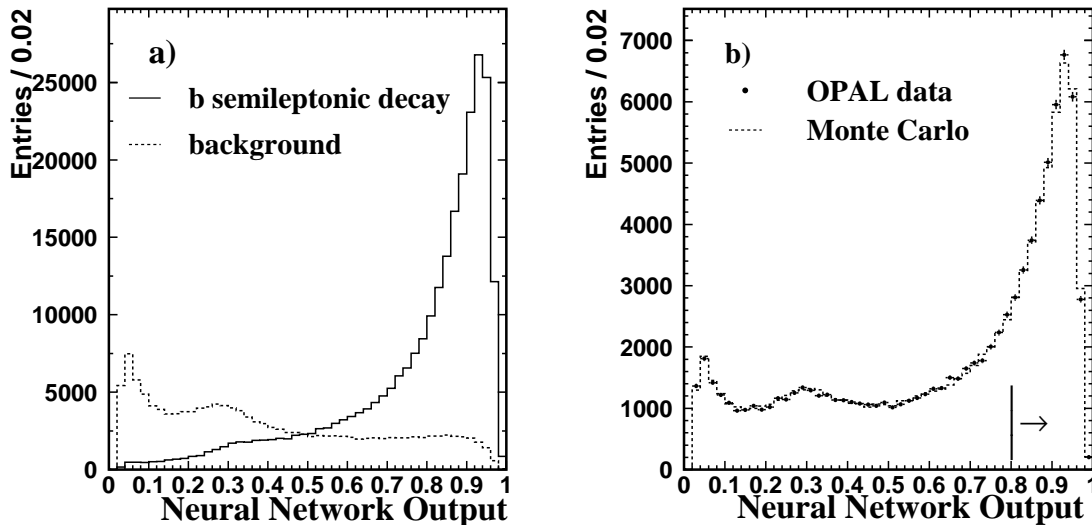 a)
b semileptonic decay
background
Entries / 0.02
25000
20000
15000
10000
5000
0
0 0.1 0.2 0.3 0.4 0.5 0.6 0.7 0.8 0.9 1
Neural Network Output
b)
OPAL data
Monte Carlo
Entries / 0.02
7000
6000
5000
4000
3000
2000
1000
0
0 0.1 0.2 0.3 0.4 0.5 0.6 0.7 0.8 0.9 1
Neural Network Output